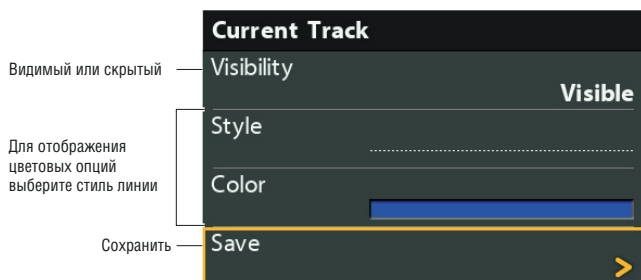 Current Track
Видимый или скрытый
Visibility
Visible
Для отображения
цветовых опций
выберите стиль линии
Style
Color
Сохранить
Save